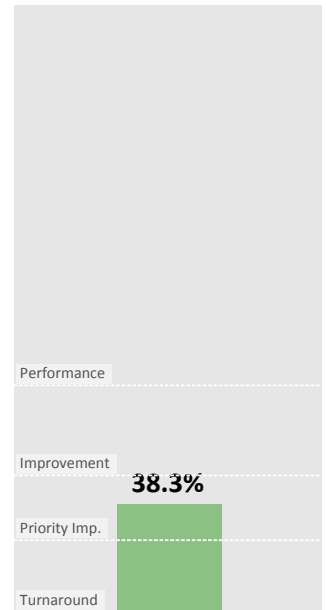 Performance
Improvement
38.3%
Priority Imp.
Turnaround